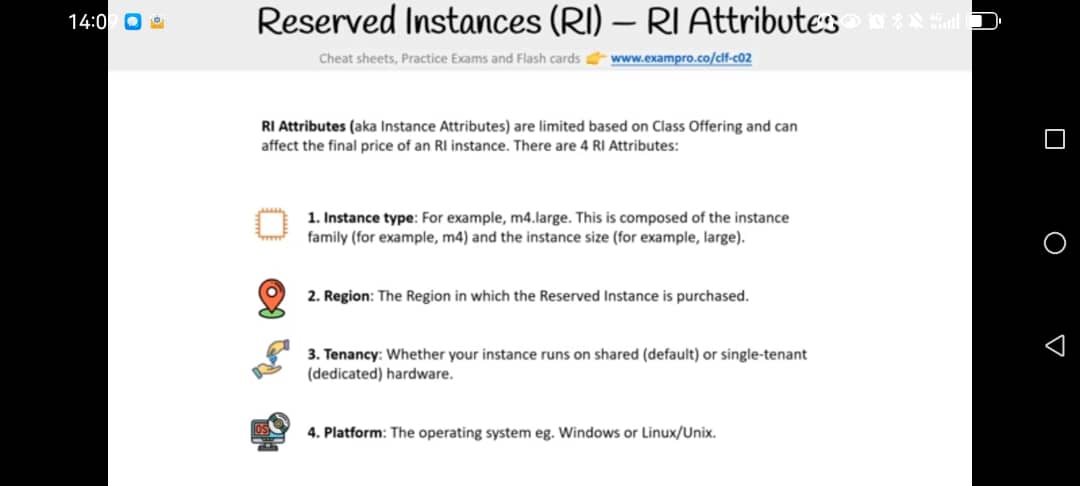 14:0
Reserved Instances (RI) – RI Attributes
Cheat sheets, Practice Exams and Flash cards 👉 www.exampro.co/clf-c02
RI Attributes (aka Instance Attributes) are limited based on Class Offering and can
affect the final price of an RI instance. There are 4 RI Attributes:
1. Instance type: For example, m4.large. This is composed of the instance
family (for example, m4) and the instance size (for example, large).
2. Region: The Region in which the Reserved Instance is purchased.
3. Tenancy: Whether your instance runs on shared (default) or single-tenant
(dedicated) hardware.
OS
4. Platform: The operating system eg. Windows or Linux/Unix.